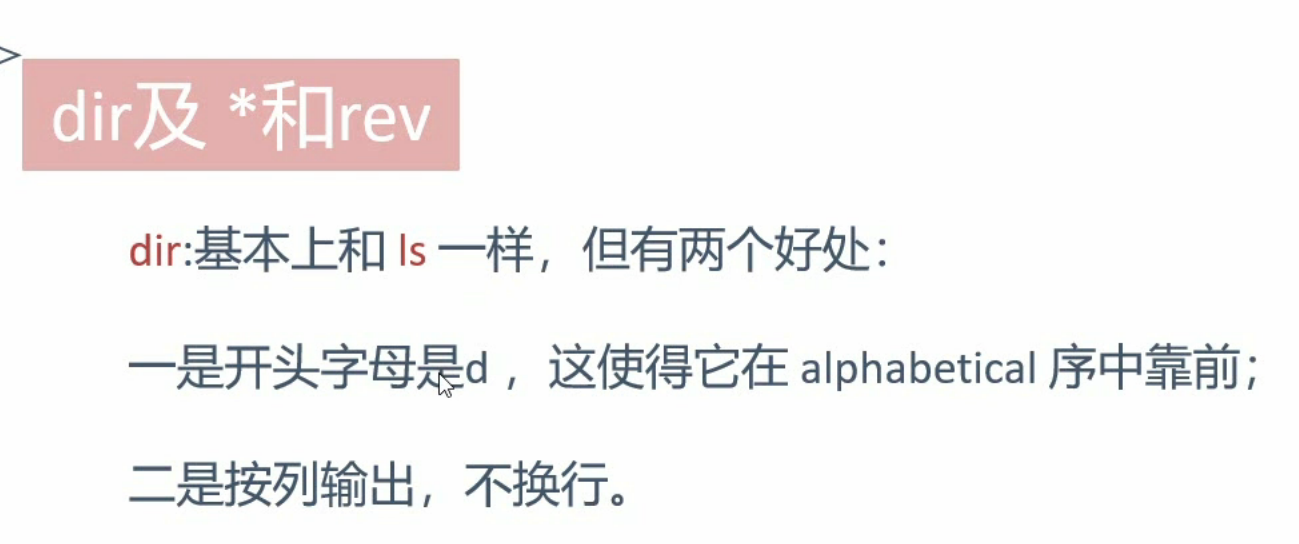 >
dir及 *和rev
dir:基本上和 ls 一样，但有两个好处：
一是开头字母是d ，这使得它在 alphabetical 序中靠前；
二是按列输出，不换行。